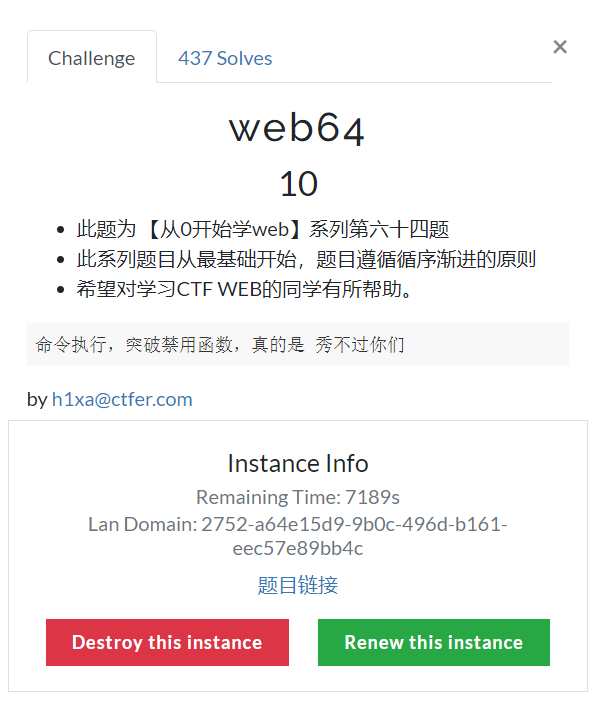 Challenge
437 Solves
×
web64
10
此题为 【从0开始学web】系列第六十四题
此系列题目从最基础开始，题目遵循循序渐进的原则
希望对学习CTF WEB的同学有所帮助。
命令执行，突破禁用函数，真的是 秀不过你们
by h1xa@ctfer.com
Instance Info
Remaining Time: 7189s
Lan Domain: 2752-a64e15d9-9b0c-496d-b161-
eec57e89bb4c
题目链接
Destroy this instance
Renew this instance